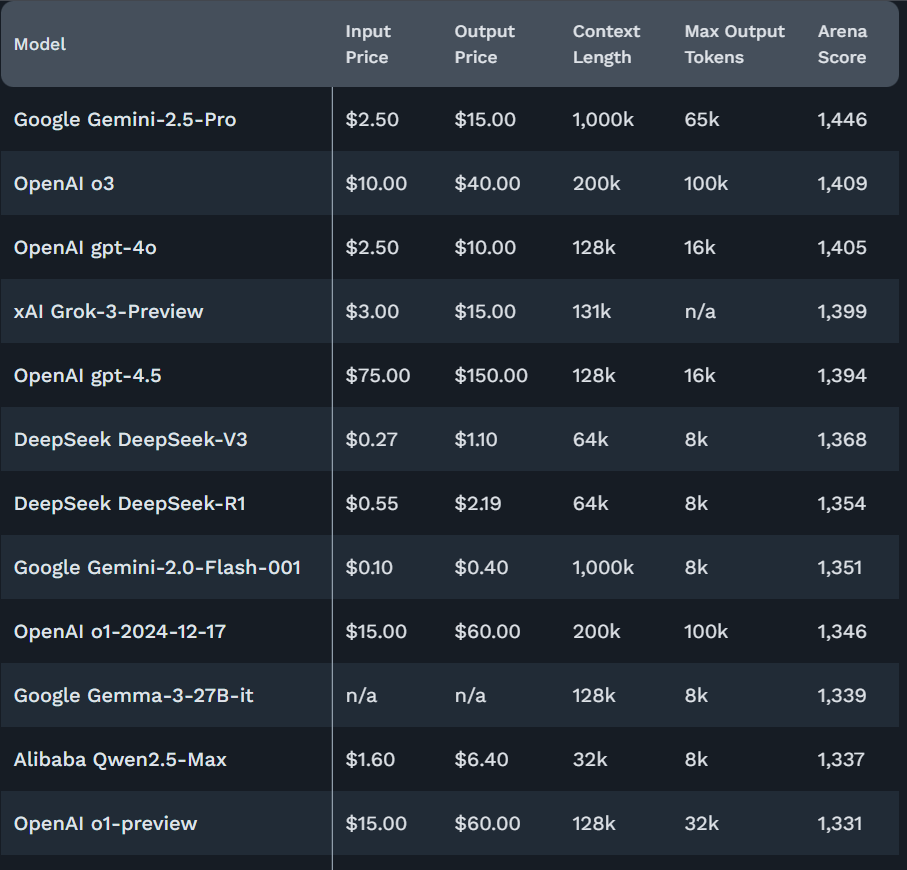 Model Input Price Output Price Context Length Max Output Tokens Arena Score
Google Gemini-2.5-Pro $2.50 $15.00 1,000k 65k 1,446
OpenAI o3 $10.00 $40.00 200k 100k 1,409
OpenAI gpt-4o $2.50 $10.00 128k 16k 1,405
xAI Grok-3-Preview $3.00 $15.00 131k n/a 1,399
OpenAI gpt-4.5 $75.00 $150.00 128k 16k 1,394
DeepSeek DeepSeek-V3 $0.27 $1.10 64k 8k 1,368
DeepSeek DeepSeek-R1 $0.55 $2.19 64k 8k 1,354
Google Gemini-2.0-Flash-001 $0.10 $0.40 1,000k 8k 1,351
OpenAI o1-2024-12-17 $15.00 $60.00 200k 100k 1,346
Google Gemma-3-27B-it n/a n/a 128k 8k 1,339
Alibaba Qwen2.5-Max $1.60 $6.40 32k 8k 1,337
OpenAI o1-preview $15.00 $60.00 128k 32k 1,331